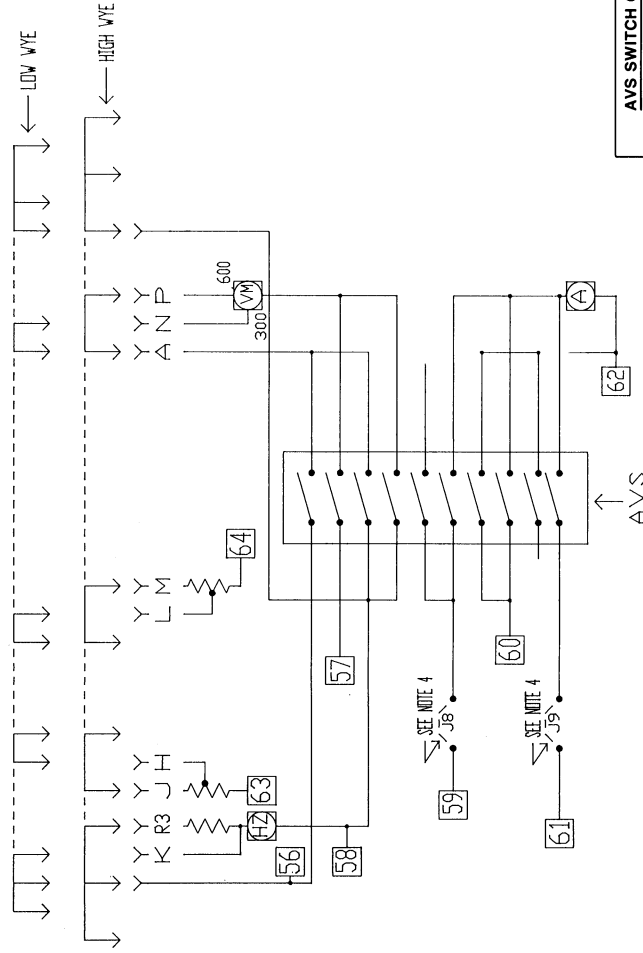 LOW WYE
HIGH WYE
K
R3
J
H
L
M
A
N
P
300
600
VM
HZ
63
64
56
57
58
SEE NOTE 4
J8
59
60
SEE NOTE 4
J9
61
A
62
AVS
AVS SWITCH